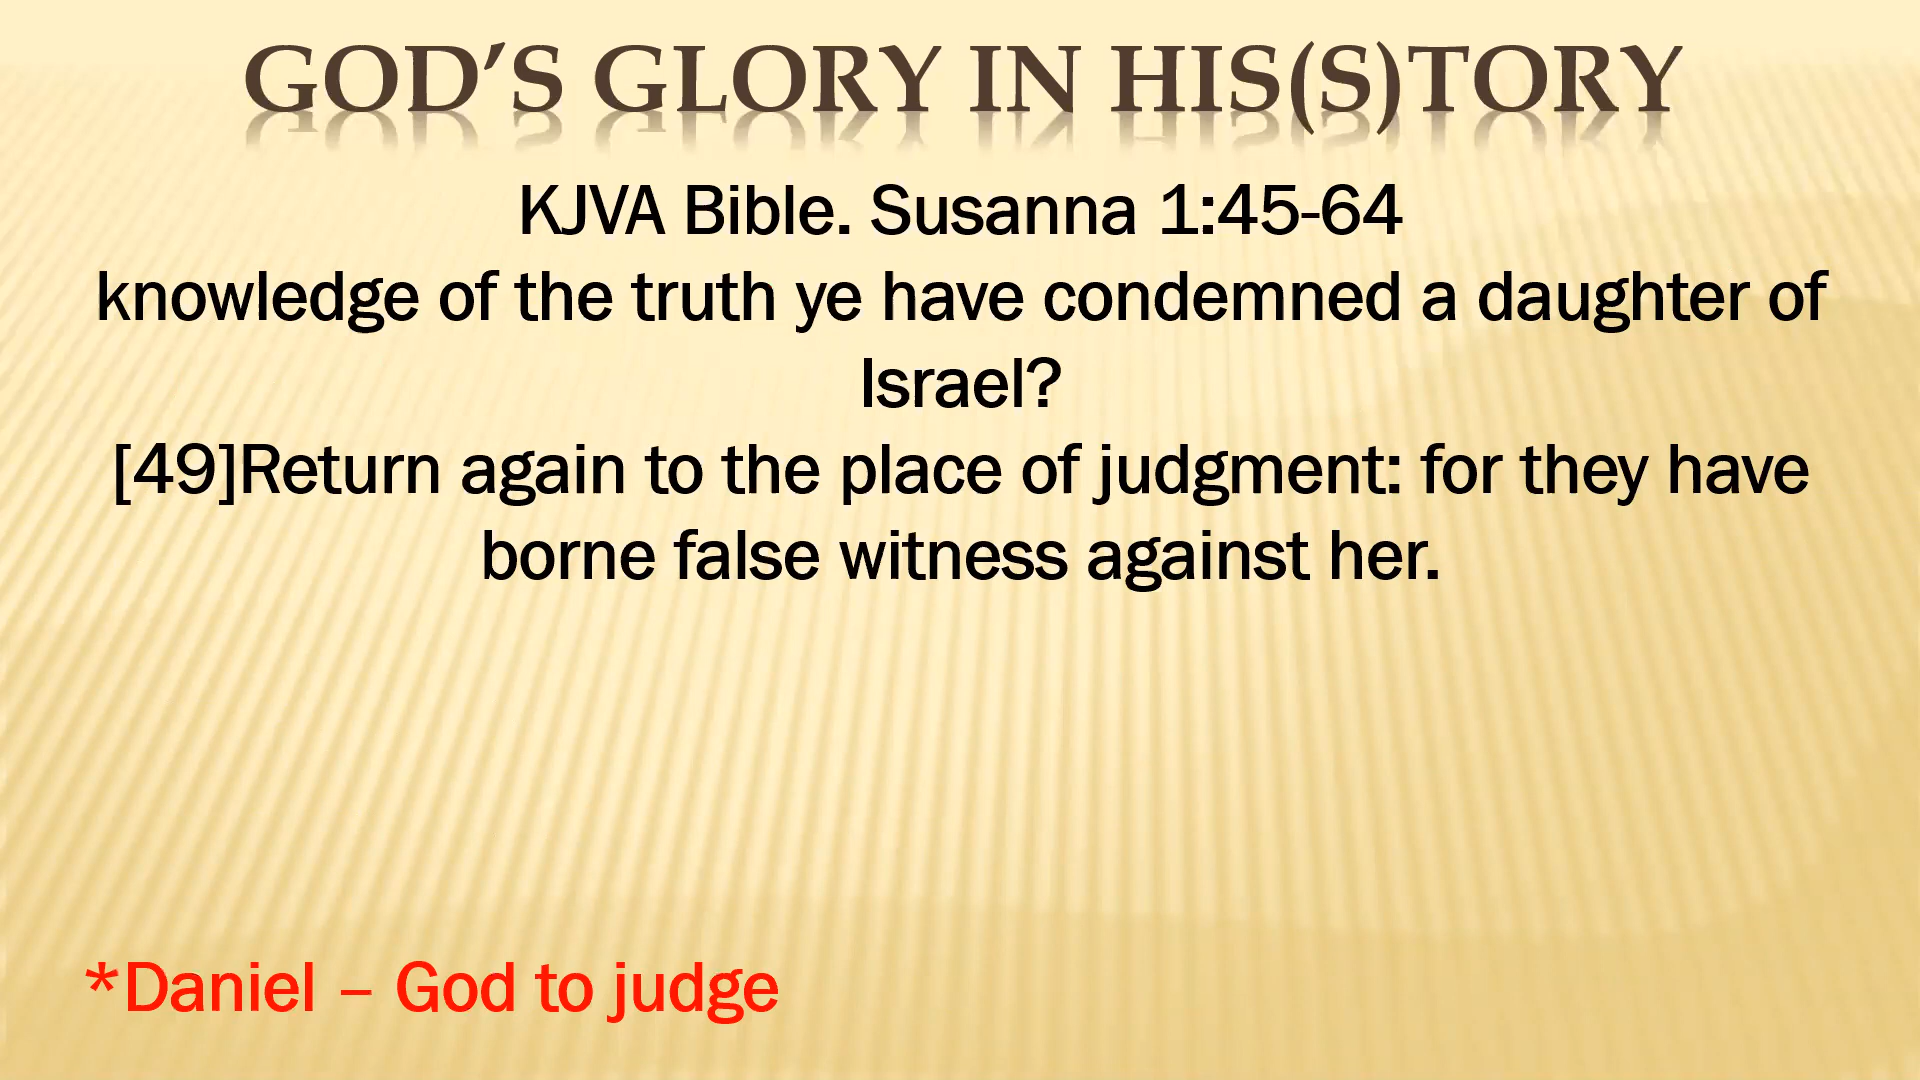 GOD’S GLORY IN HIS(S)TORY
KJVA Bible. Susanna 1:45-64
knowledge of the truth ye have condemned a daughter of
Israel?
[49]Return again to the place of judgment: for they have
borne false witness against her.
*Daniel – God to judge